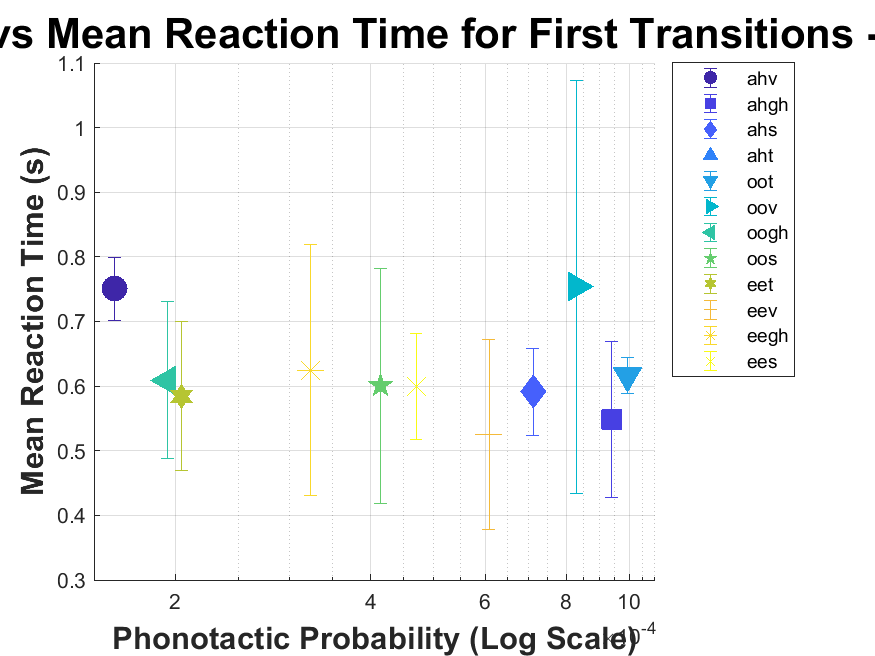 vs Mean Reaction Time for First Transitions -
1.1
1
0.9
0.8
0.7
0.6
0.5
0.4
0.3
Mean Reaction Time (s)
2 4 6 8 10
Phonotactic Probability (Log Scale)
×10-4
ahv
ahgh
ahs
aht
oot
oov
oogh
oos
eet
eev
eegh
ees